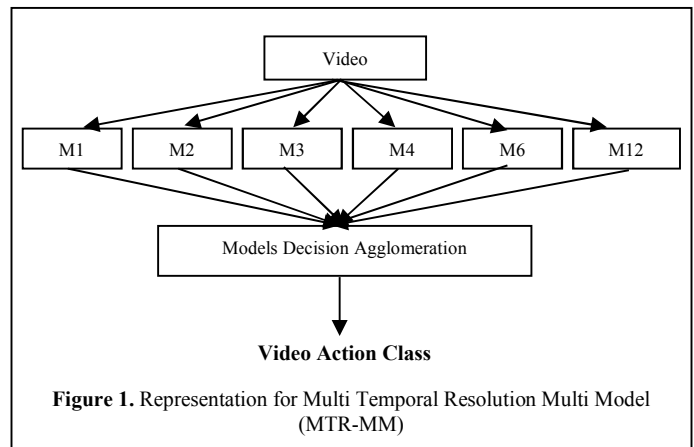 Video
M1 M2 M3 M4 M6 M12
Models Decision Agglomeration
Video Action Class
Figure 1. Representation for Multi Temporal Resolution Multi Model
(MTR-MM)